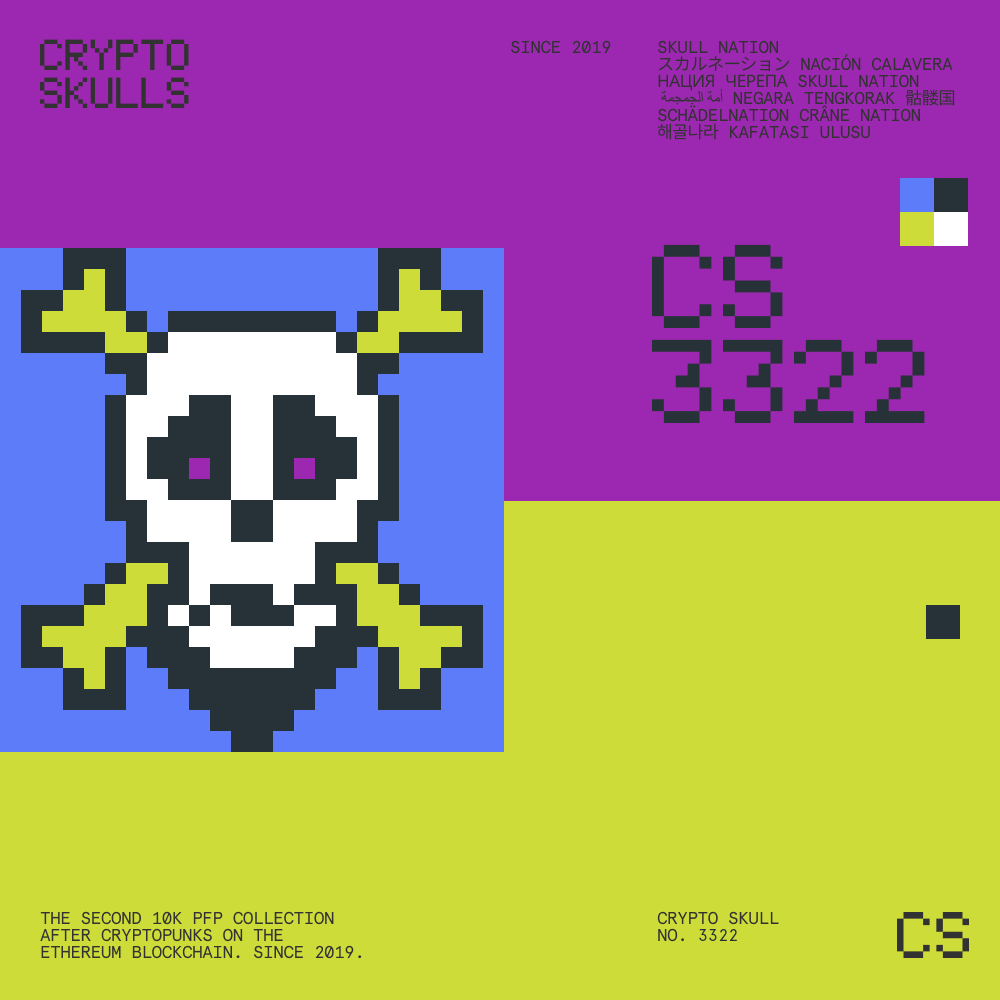 CRYPTO
SKULLS
SINCE 2019
SKULL NATION
スカルネーション NACIÓN CALAVERA
НАЦИЯ ЧЕРЕПА SKULL NATION
أمة الجمجمة NEGARA TENGKORAK 骷髅国
SCHÄDELNATION CRÂNE NATION
해골나라 KAFATASI ULUSU
CS
3322
THE SECOND 10K PFP COLLECTION
AFTER CRYPTOPUNKS ON THE
ETHEREUM BLOCKCHAIN. SINCE 2019.
CRYPTO SKULL
NO. 3322
CS